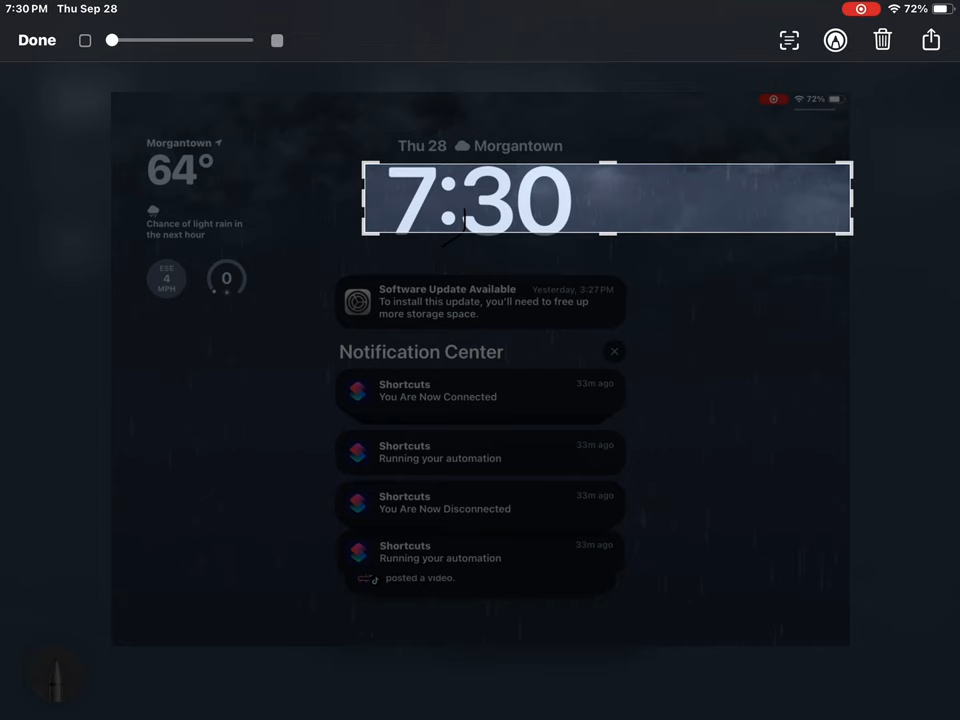 7:30 PM Thu Sep 28 72%
Done
72%
Morgantown
64°
Chance of light rain in
the next hour
ESE
4
MPH
0
Thu 28 Morgantown
7:30
Software Update Available Yesterday, 3:27 PM
To install this update, you'll need to free up
more storage space.
Notification Center
Shortcuts 33m ago
You Are Now Connected
Shortcuts 33m ago
Running your automation
Shortcuts 33m ago
You Are Now Disconnected
Shortcuts 33m ago
Running your automation
posted a video.